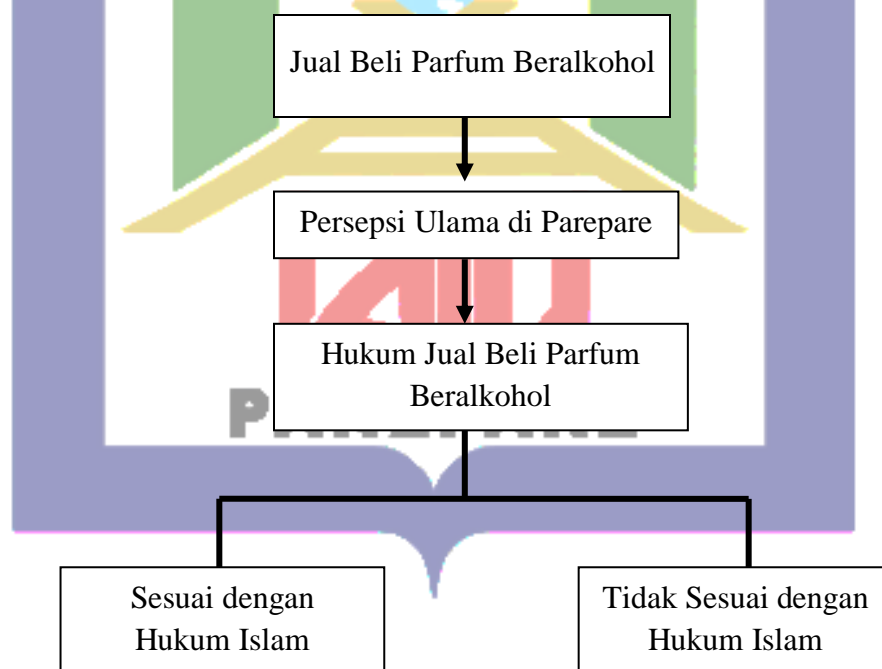 Jual Beli Parfum Beralkohol
Persepsi Ulama di Parepare
Hukum Jual Beli Parfum
Beralkohol
Sesuai dengan
Hukum Islam
Tidak Sesuai dengan
Hukum Islam